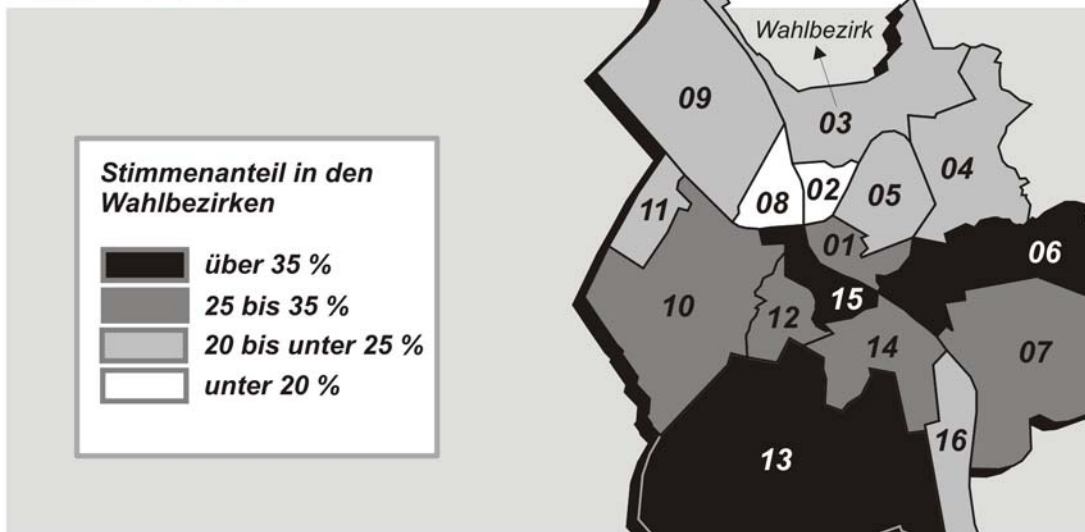 Wahlbezirk
09
03
04
02
05
08
11
01
06
15
10
12
14
07
16
13
Stimmenanteil in den
Wahlbezirken
über 35 %
25 bis 35 %
20 bis unter 25 %
unter 20 %